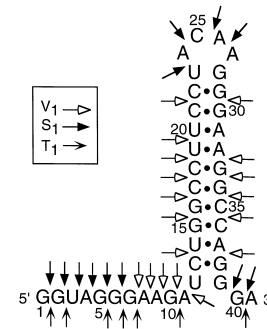 25
C
A A
A A
U G
C • G
C • G 30
U • A
20 U • A
C • G
C • G
G • C
G • C 35
15 U • A
C • G
U G
V1
S1
T1
5' GGUAGGGAAGA GA 3'
1 5 10 40